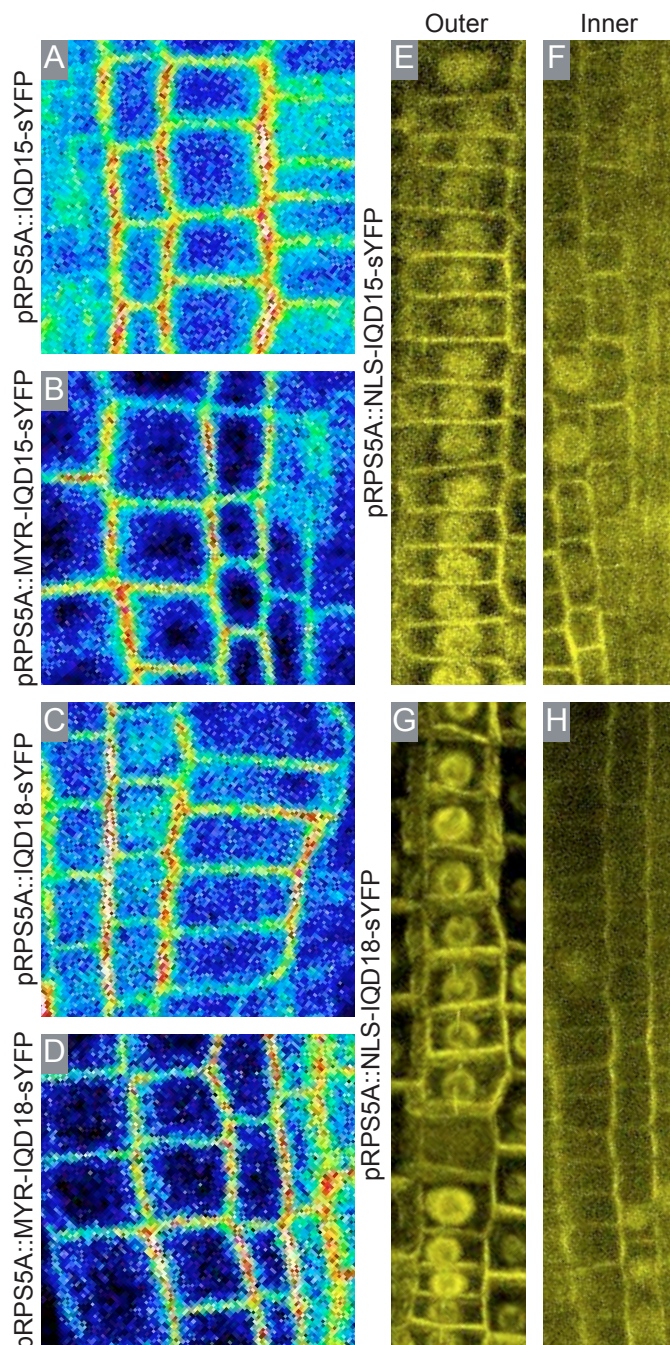 Outer Inner
A
pRPS5A::IQD15-sYFP
B
pRPS5A::MYR-IQD15-sYFP
C
pRPS5A::IQD18-sYFP
D
pRPS5A::MYR-IQD18-sYFP
E
F
pRPS5A::NLS-IQD15-sYFP
G
H
pRPS5A::NLS-IQD18-sYFP